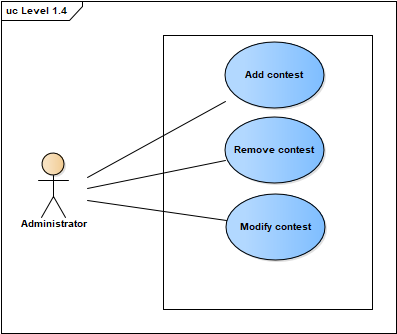 uc Level 1.4
Add contest
Remove contest
Modify contest
Administrator